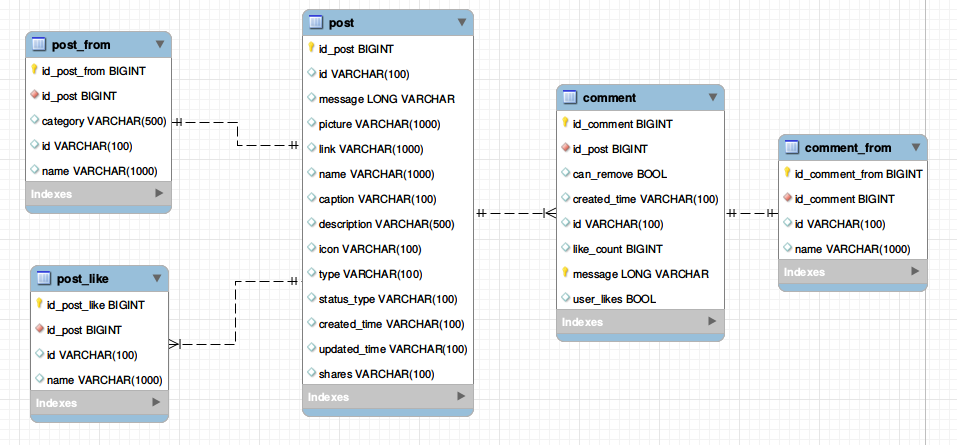 post_from
id_post_from BIGINT
id_post BIGINT
category VARCHAR(500)
id VARCHAR(100)
name VARCHAR(1000)
Indexes
post_like
id_post_like BIGINT
id_post BIGINT
id VARCHAR(100)
name VARCHAR(1000)
Indexes
post
id_post BIGINT
id VARCHAR(100)
message LONG VARCHAR
picture VARCHAR(1000)
link VARCHAR(1000)
name VARCHAR(1000)
caption VARCHAR(100)
description VARCHAR(500)
icon VARCHAR(100)
type VARCHAR(100)
status_type VARCHAR(100)
created_time VARCHAR(100)
updated_time VARCHAR(100)
shares VARCHAR(100)
Indexes
comment
id_comment BIGINT
id_post BIGINT
can_remove BOOL
created_time VARCHAR(100)
id VARCHAR(100)
like_count BIGINT
message LONG VARCHAR
user_likes BOOL
Indexes
comment_from
id_comment_from BIGINT
id_comment BIGINT
id VARCHAR(100)
name VARCHAR(1000)
Indexes